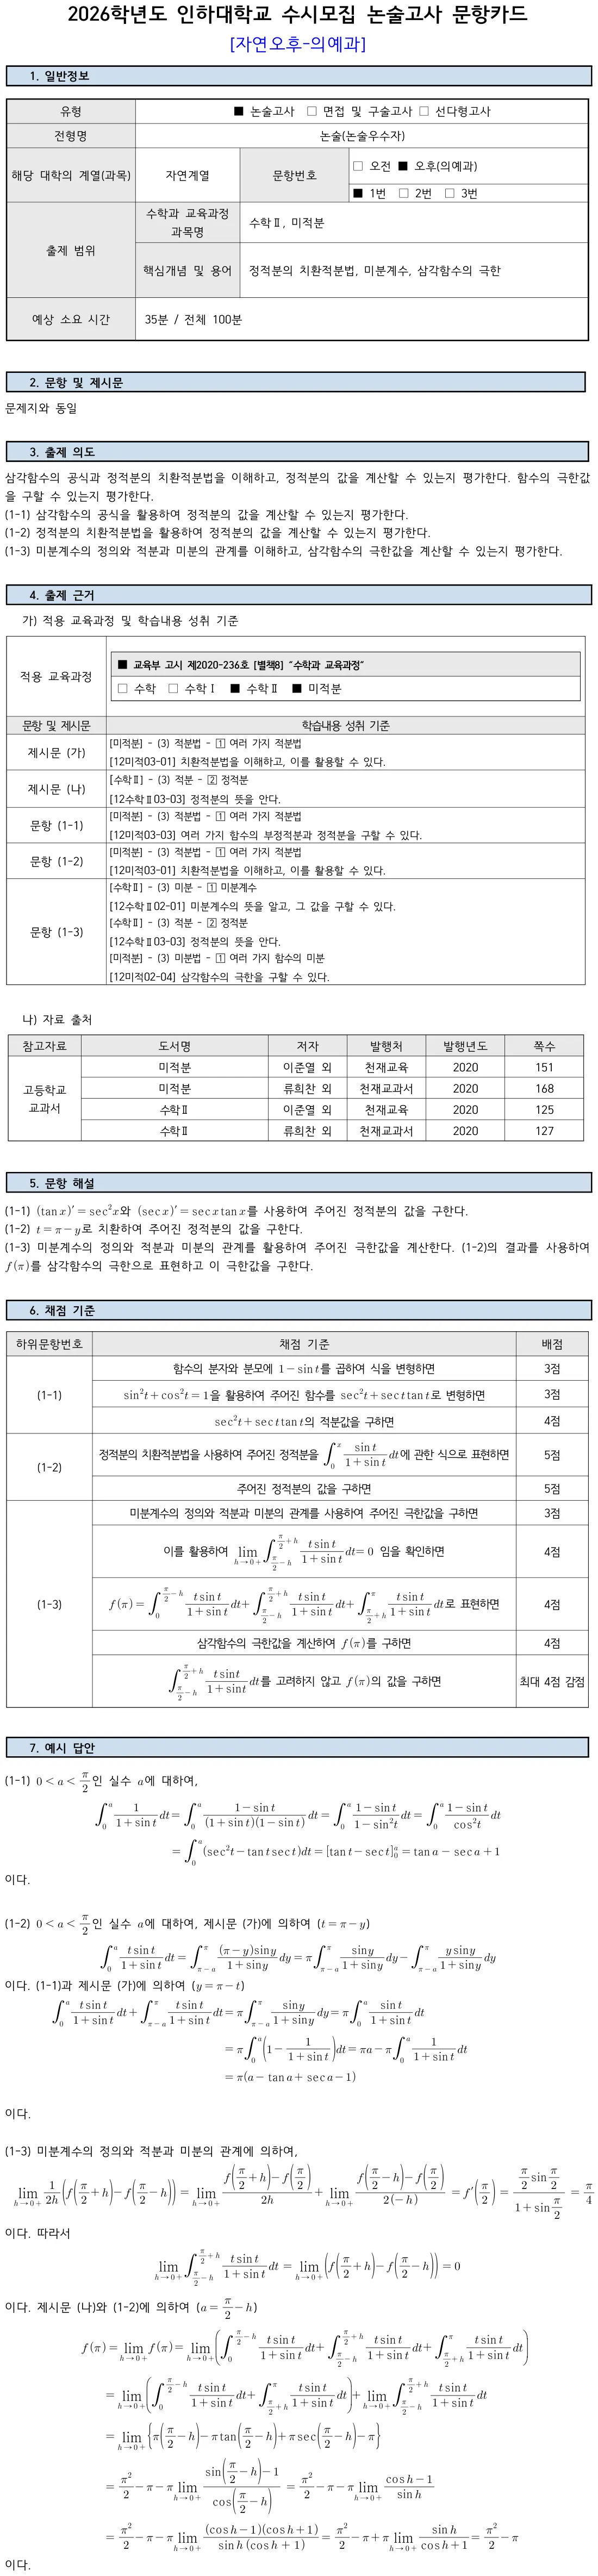 2026학년도 인하대학교 수시모집 논술고사 문항카드
[자연오후-의예과]
1. 일반정보
유형 ■ 논술고사 □ 면접 및 구술고사 □ 선다형고사
전형명 논술(논술우수자)
해당 대학의 계열(과목) 자연계열 문항번호 □ 오전 ■ 오후(의예과)
■ 1번 □ 2번 □ 3번
출제 범위 수학과 교육과정 과목명 수학Ⅱ, 미적분
핵심개념 및 용어 정적분의 치환적분법, 미분계수, 삼각함수의 극한
예상 소요 시간 35분 / 전체 100분
2. 문항 및 제시문
문제지와 동일
3. 출제 의도
삼각함수의 공식과 정적분의 치환적분법을 이해하고, 정적분의 값을 계산할 수 있는지 평가한다. 함수의 극한값
을 구할 수 있는지 평가한다.
(1-1) 삼각함수의 공식을 활용하여 정적분의 값을 계산할 수 있는지 평가한다.
(1-2) 정적분의 치환적분법을 활용하여 정적분의 값을 계산할 수 있는지 평가한다.
(1-3) 미분계수의 정의와 적분과 미분의 관계를 이해하고, 삼각함수의 극한값을 계산할 수 있는지 평가한다.
4. 출제 근거
가) 적용 교육과정 및 학습내용 성취 기준
적용 교육과정 ■ 교육부 고시 제2020-236호 [별책8] "수학과 교육과정"
□ 수학 □ 수학Ⅰ ■ 수학Ⅱ ■ 미적분
문항 및 제시문 학습내용 성취 기준
제시문 (가) [미적분] - (3) 적분법 - 1 여러 가지 적분법
[12미적03-01] 치환적분법을 이해하고, 이를 활용할 수 있다.
제시문 (나) [수학Ⅱ] - (3) 적분 - 2 정적분
[12수학Ⅱ03-03] 정적분의 뜻을 안다.
문항 (1-1) [미적분] - (3) 적분법 - 1 여러 가지 적분법
[12미적03-03] 여러 가지 함수의 부정적분과 정적분을 구할 수 있다.
문항 (1-2) [미적분] - (3) 적분법 - 1 여러 가지 적분법
[12미적03-01] 치환적분법을 이해하고, 이를 활용할 수 있다.
문항 (1-3) [수학Ⅱ] - (3) 미분 - 1 미분계수
[12수학Ⅱ02-01] 미분계수의 뜻을 알고, 그 값을 구할 수 있다.
[수학Ⅱ] - (3) 적분 - 2 정적분
[12수학Ⅱ03-03] 정적분의 뜻을 안다.
[미적분] - (3) 미분법 - 1 여러 가지 함수의 미분
[12미적02-04] 삼각함수의 극한을 구할 수 있다.
나) 자료 출처
참고자료 도서명 저자 발행처 발행년도 쪽수
고등학교 교과서 미적분 이준열 외 천재교육 2020 151
미적분 류희찬 외 천재교과서 2020 168
수학Ⅱ 이준열 외 천재교육 2020 125
수학Ⅱ 류희찬 외 천재교과서 2020 127
5. 문항 해설
(1-1) (tan x)′ = sec²x와 (sec x)′ = sec x tan x를 사용하여 주어진 정적분의 값을 구한다.
(1-2) t = π − y로 치환하여 주어진 정적분의 값을 구한다.
(1-3) 미분계수의 정의와 적분과 미분의 관계를 활용하여 주어진 극한값을 계산한다. (1-2)의 결과를 사용하여
f(π)를 삼각함수의 극한으로 표현하고 이 극한값을 구한다.
6. 채점 기준
하위문항번호 채점 기준 배점
(1-1) 함수의 분자와 분모에 1 − sin t를 곱하여 식을 변형하면 3점
sin²t + cos²t = 1을 활용하여 주어진 함수를 sec²t + sec t tan t로 변형하면 3점
sec²t + sec t tan t의 적분값을 구하면 4점
(1-2) 정적분의 치환적분법을 사용하여 주어진 정적분을 ∫_0^x (sin t)/(1 + sin t) dt에 관한 식으로 표현하면 5점
주어진 정적분의 값을 구하면 5점
(1-3) 미분계수의 정의와 적분과 미분의 관계를 사용하여 주어진 극한값을 구하면 3점
이를 활용하여 lim_{h→0+} ∫_{π/2−h}^{π/2+h} (t sin t)/(1 + sin t) dt = 0 임을 확인하면 4점
f(π) = ∫_0^{π/2−h} (t sin t)/(1 + sin t) dt + ∫_{π/2−h}^{π/2+h} (t sin t)/(1 + sin t) dt + ∫_{π/2+h}^π (t sin t)/(1 + sin t) dt로 표현하면 4점
삼각함수의 극한값을 계산하여 f(π)를 구하면 4점
∫_{π/2−h}^{π/2+h} (t sin t)/(1 + sin t) dt를 고려하지 않고 f(π)의 값을 구하면 최대 4점 감점
7. 예시 답안
(1-1) 0 < a < π/2인 실수 a에 대하여,
∫_0^a 1/(1 + sin t) dt = ∫_0^a (1 − sin t)/((1 + sin t)(1 − sin t)) dt = ∫_0^a (1 − sin t)/(1 − sin²t) dt = ∫_0^a (1 − sin t)/(cos²t) dt
= ∫_0^a (sec²t − tan t sec t)dt = [tan t − sec t]_0^a = tan a − sec a + 1
이다.
(1-2) 0 < a < π/2인 실수 a에 대하여, 제시문 (가)에 의하여 (t = π − y)
∫_0^a (t sin t)/(1 + sin t) dt = ∫_{π−a}^π ((π − y)sin y)/(1 + sin y) dy = π∫_{π−a}^π (sin y)/(1 + sin y) dy − ∫_{π−a}^π (y sin y)/(1 + sin y) dy
이다. (1-1)과 제시문 (가)에 의하여 (y = π − t)
∫_0^a (t sin t)/(1 + sin t) dt + ∫_{π−a}^π (t sin t)/(1 + sin t) dt = π∫_{π−a}^π (sin y)/(1 + sin y) dy = π∫_0^a (sin t)/(1 + sin t) dt
= π∫_0^a (1 − 1/(1 + sin t))dt = πa − π∫_0^a 1/(1 + sin t) dt
= π(a − tan a + sec a − 1)
이다.
(1-3) 미분계수의 정의와 적분과 미분의 관계에 의하여,
lim_{h→0+} 1/(2h) (f(π/2 + h) − f(π/2 − h)) = lim_{h→0+} (f(π/2 + h) − f(π/2))/(2h) + lim_{h→0+} (f(π/2 − h) − f(π/2))/(2(−h)) = f′(π/2) = (π/2 sin π/2)/(1 + sin π/2) = π/4
이다. 따라서
lim_{h→0+} ∫_{π/2−h}^{π/2+h} (t sin t)/(1 + sin t) dt = lim_{h→0+} (f(π/2 + h) − f(π/2 − h)) = 0
이다. 제시문 (나)와 (1-2)에 의하여 (a = π/2 − h)
f(π) = lim_{h→0+} f(π) = lim_{h→0+} (∫_0^{π/2−h} (t sin t)/(1 + sin t) dt + ∫_{π/2−h}^{π/2+h} (t sin t)/(1 + sin t) dt + ∫_{π/2+h}^π (t sin t)/(1 + sin t) dt)
= lim_{h→0+} (∫_0^{π/2−h} (t sin t)/(1 + sin t) dt + ∫_{π/2+h}^π (t sin t)/(1 + sin t) dt) + lim_{h→0+} ∫_{π/2−h}^{π/2+h} (t sin t)/(1 + sin t) dt
= lim_{h→0+} {π(π/2 − h) − π tan(π/2 − h) + π sec(π/2 − h) − π}
= π²/2 − π − π lim_{h→0+} (sin(π/2 − h) − 1)/(cos(π/2 − h)) = π²/2 − π − π lim_{h→0+} (cos h − 1)/(sin h)
= π²/2 − π − π lim_{h→0+} ((cos h − 1)(cos h + 1))/(sin h (cos h + 1)) = π²/2 − π + π lim_{h→0+} (sin h)/(cos h + 1) = π²/2 − π
이다.